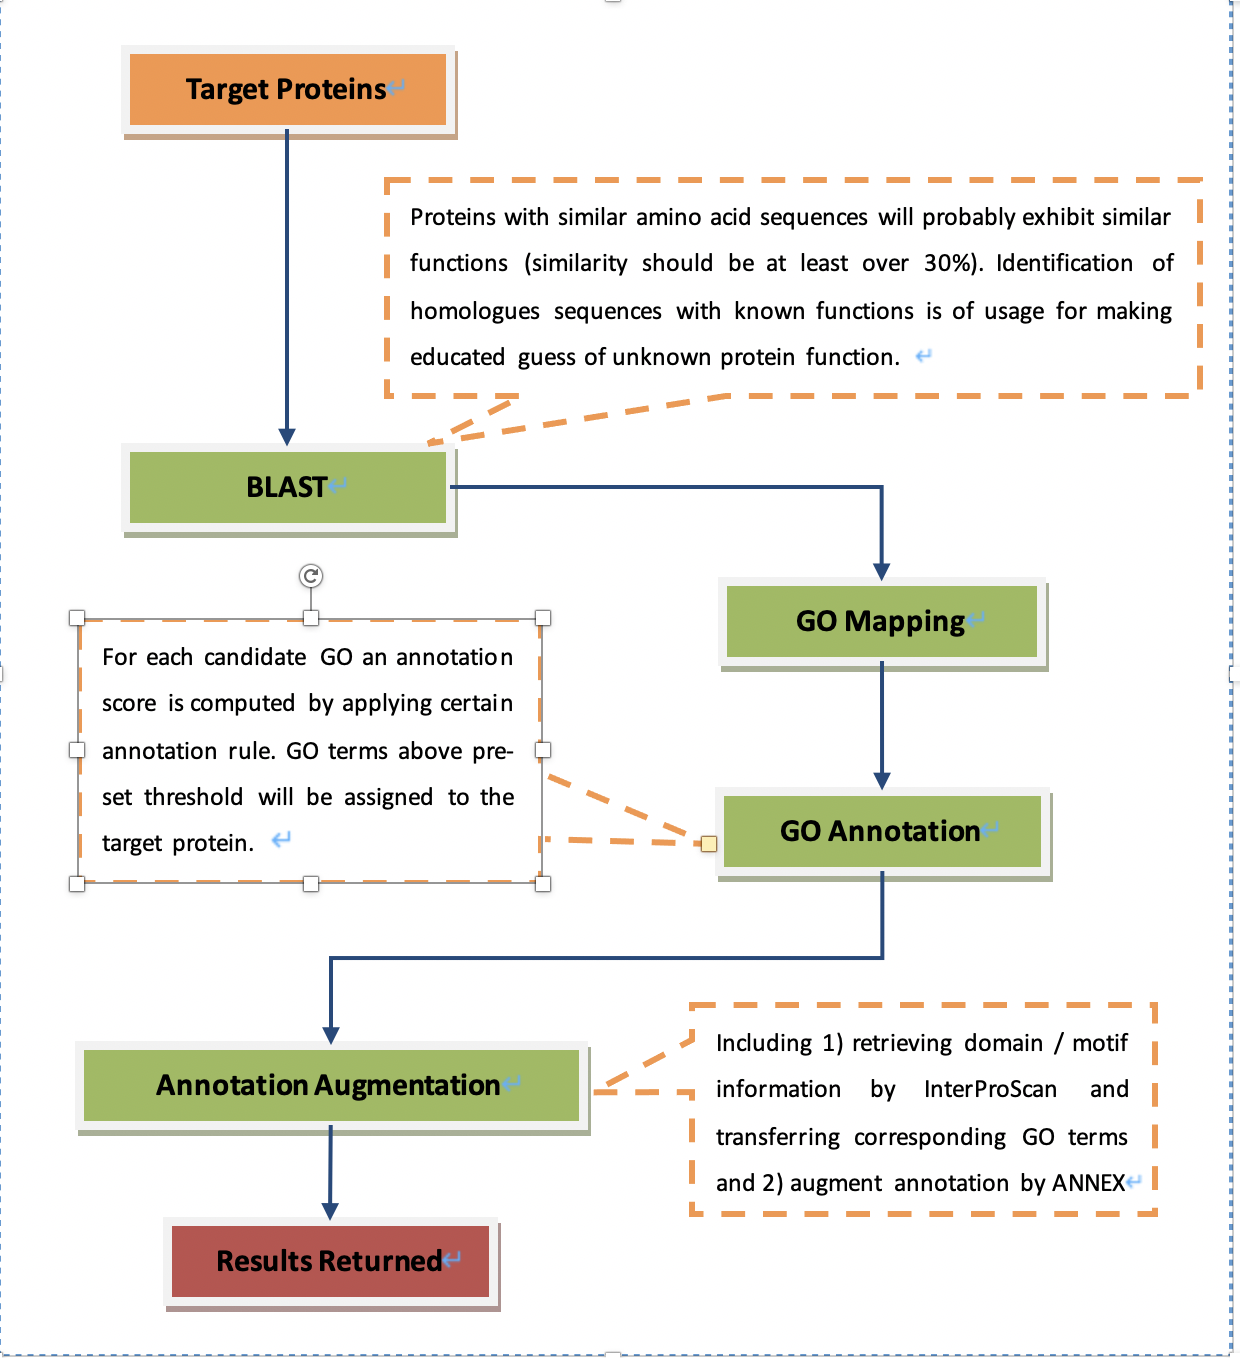 Target Proteins
Proteins with similar amino acid sequences will probably exhibit similar
functions (similarity should be at least over 30%). Identification of
homologues sequences with known functions is of usage for making
educated guess of unknown protein function.
BLAST
GO Mapping
For each candidate GO an annotation
score is computed by applying certain
annotation rule. GO terms above pre-
set threshold will be assigned to the
target protein.
GO Annotation
Annotation Augmentation
Including 1) retrieving domain / motif
information by InterProScan and
transferring corresponding GO terms
and 2) augment annotation by ANNEX
Results Returned